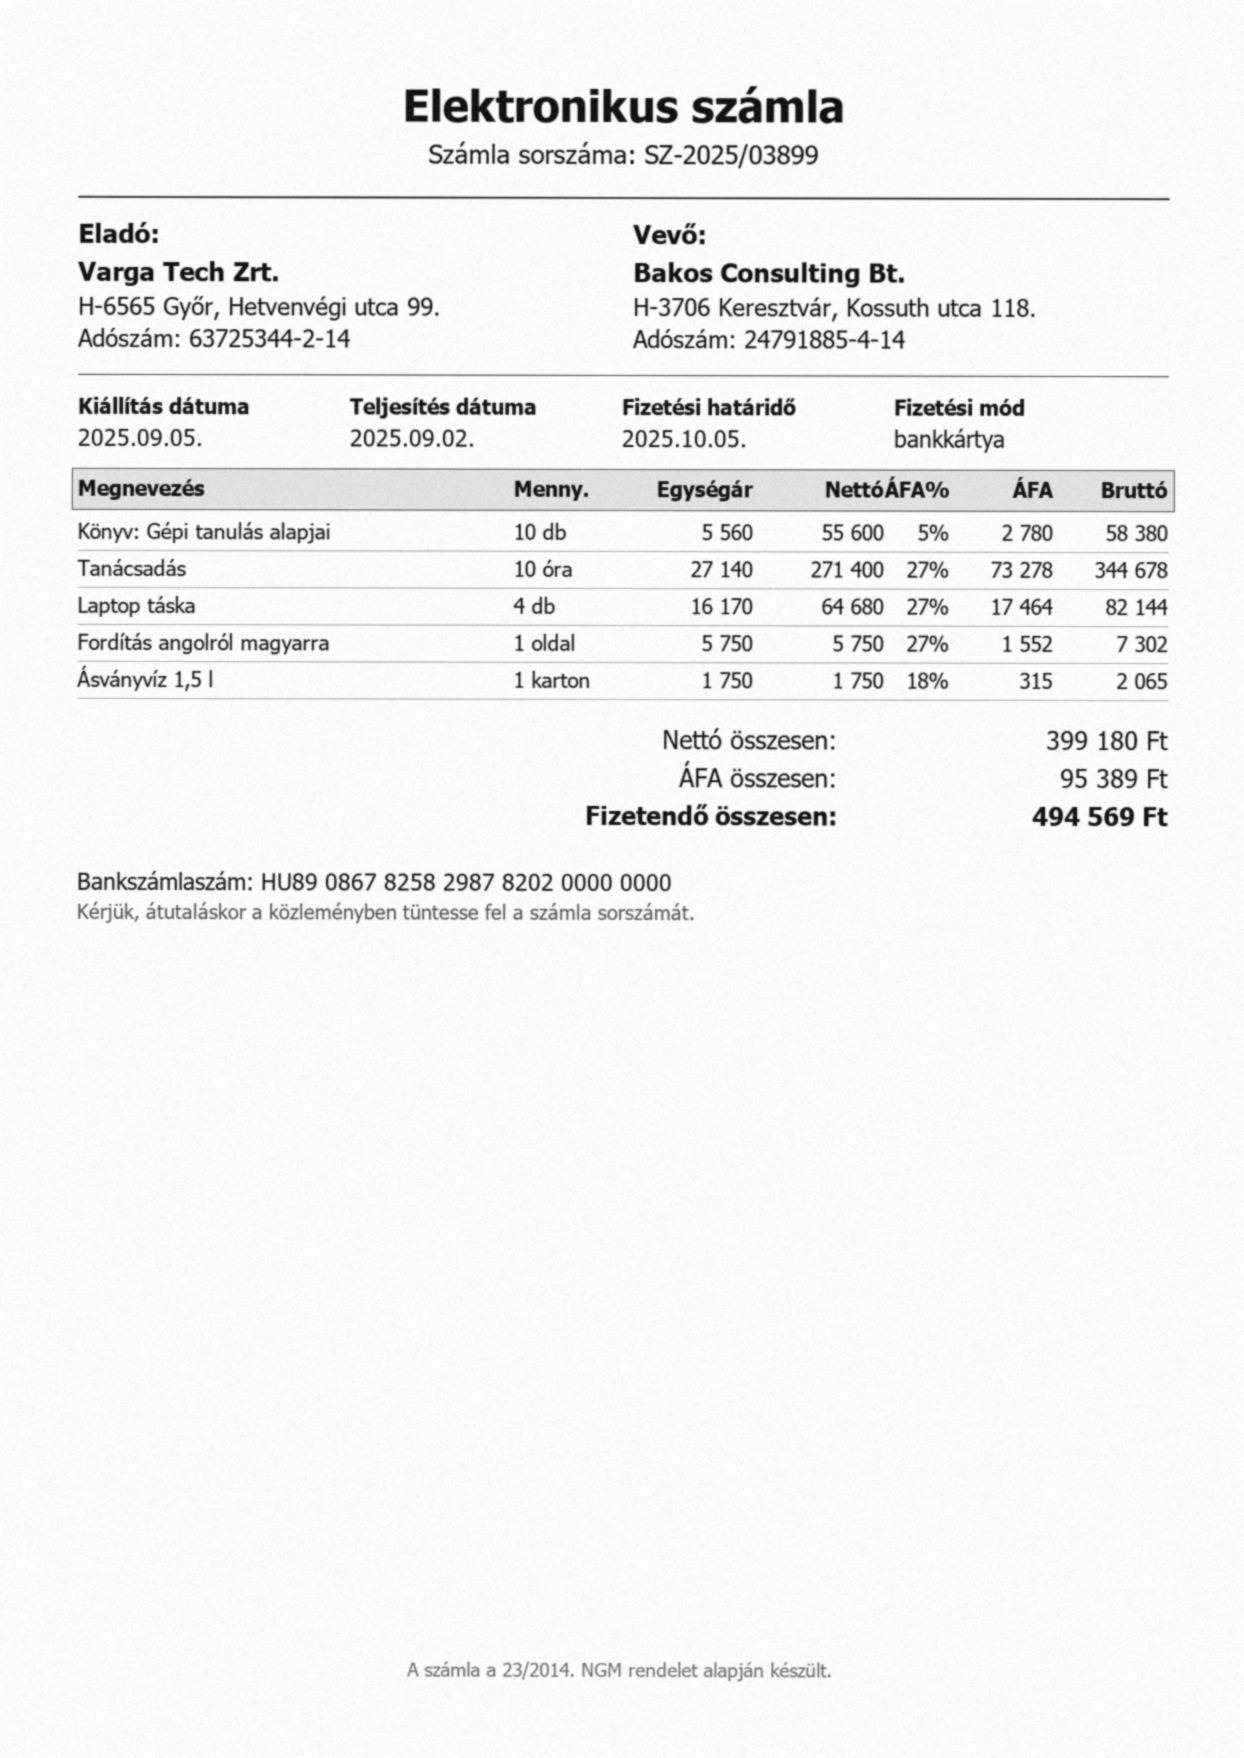 Elektronikus számla
Számla sorszáma: SZ-2025/03899
Eladó:
Varga Tech Zrt.
H-6565 Győr, Hetvenvégi utca 99.
Adószám: 63725344-2-14
Vevő:
Bakos Consulting Bt.
H-3706 Keresztvár, Kossuth utca 118.
Adószám: 24791885-4-14
Kiállítás dátuma Teljesítés dátuma Fizetési határidő Fizetési mód
2025.09.05. 2025.09.02. 2025.10.05. bankkártya
Megnevezés Menny. Egységár Nettó ÁFA% ÁFA Bruttó
Könyv: Gépi tanulás alapjai 10 db 5 560 55 600 5% 2 780 58 380
Tanácsadás 10 óra 27 140 271 400 27% 73 278 344 678
Laptop táska 4 db 16 170 64 680 27% 17 464 82 144
Fordítás angolról magyarra 1 oldal 5 750 5 750 27% 1 552 7 302
Ásványvíz 1,5 l 1 karton 1 750 1 750 18% 315 2 065
Nettó összesen: 399 180 Ft
ÁFA összesen: 95 389 Ft
Fizetendő összesen: 494 569 Ft
Bankszámlaszám: HU89 0867 8258 2987 8202 0000 0000
Kérjük, átutaláskor a közleményben tüntesse fel a számla sorszámát.
A számla a 23/2014. NGM rendelet alapján készült.